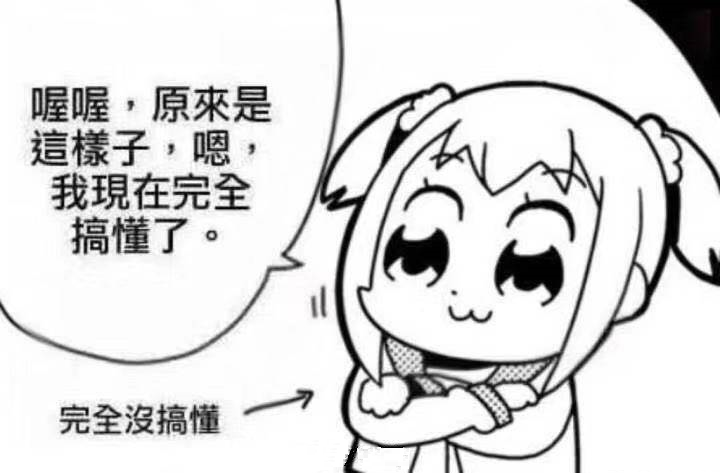 喔喔，原來是
這樣子，嗯，
我現在完全
搞懂了。
完全沒搞懂